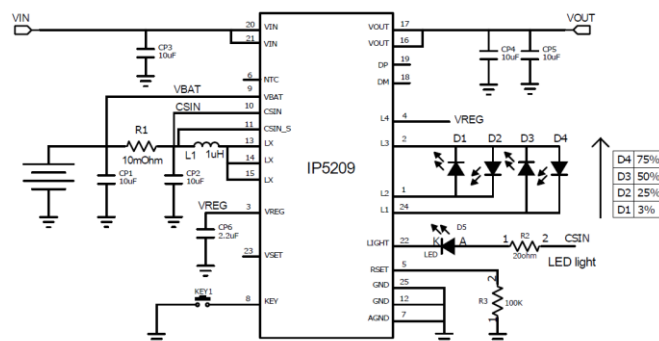 VIN
20
VIN
17
VOUT
VOUT
21
VIN
16
VOUT
CP3
10uF
CP4
10uF
CP5
10uF
19
DP
18
DM
6
NTC
VBAT
9
VBAT
CSIN
10
CSIN
L4
4
VREG
11
CSIN_S
L3
2
D1
D2
D3
D4
R1
10mOhm
L1
1uH
13
LX
14
LX
15
LX
IP5209
D4 75%
D3 50%
D2 25%
D1 3%
CP1
10uF
CP2
10uF
L2
1
L1
24
VREG
3
VREG
CP6
2.2uF
LIGHT
22
K
A
D5
LED
1
R2
2
20ohm
CSIN
LED light
23
VSET
RSET
5
GND
25
2
R3
100K
1
KEY1
8
KEY
GND
12
AGND
7